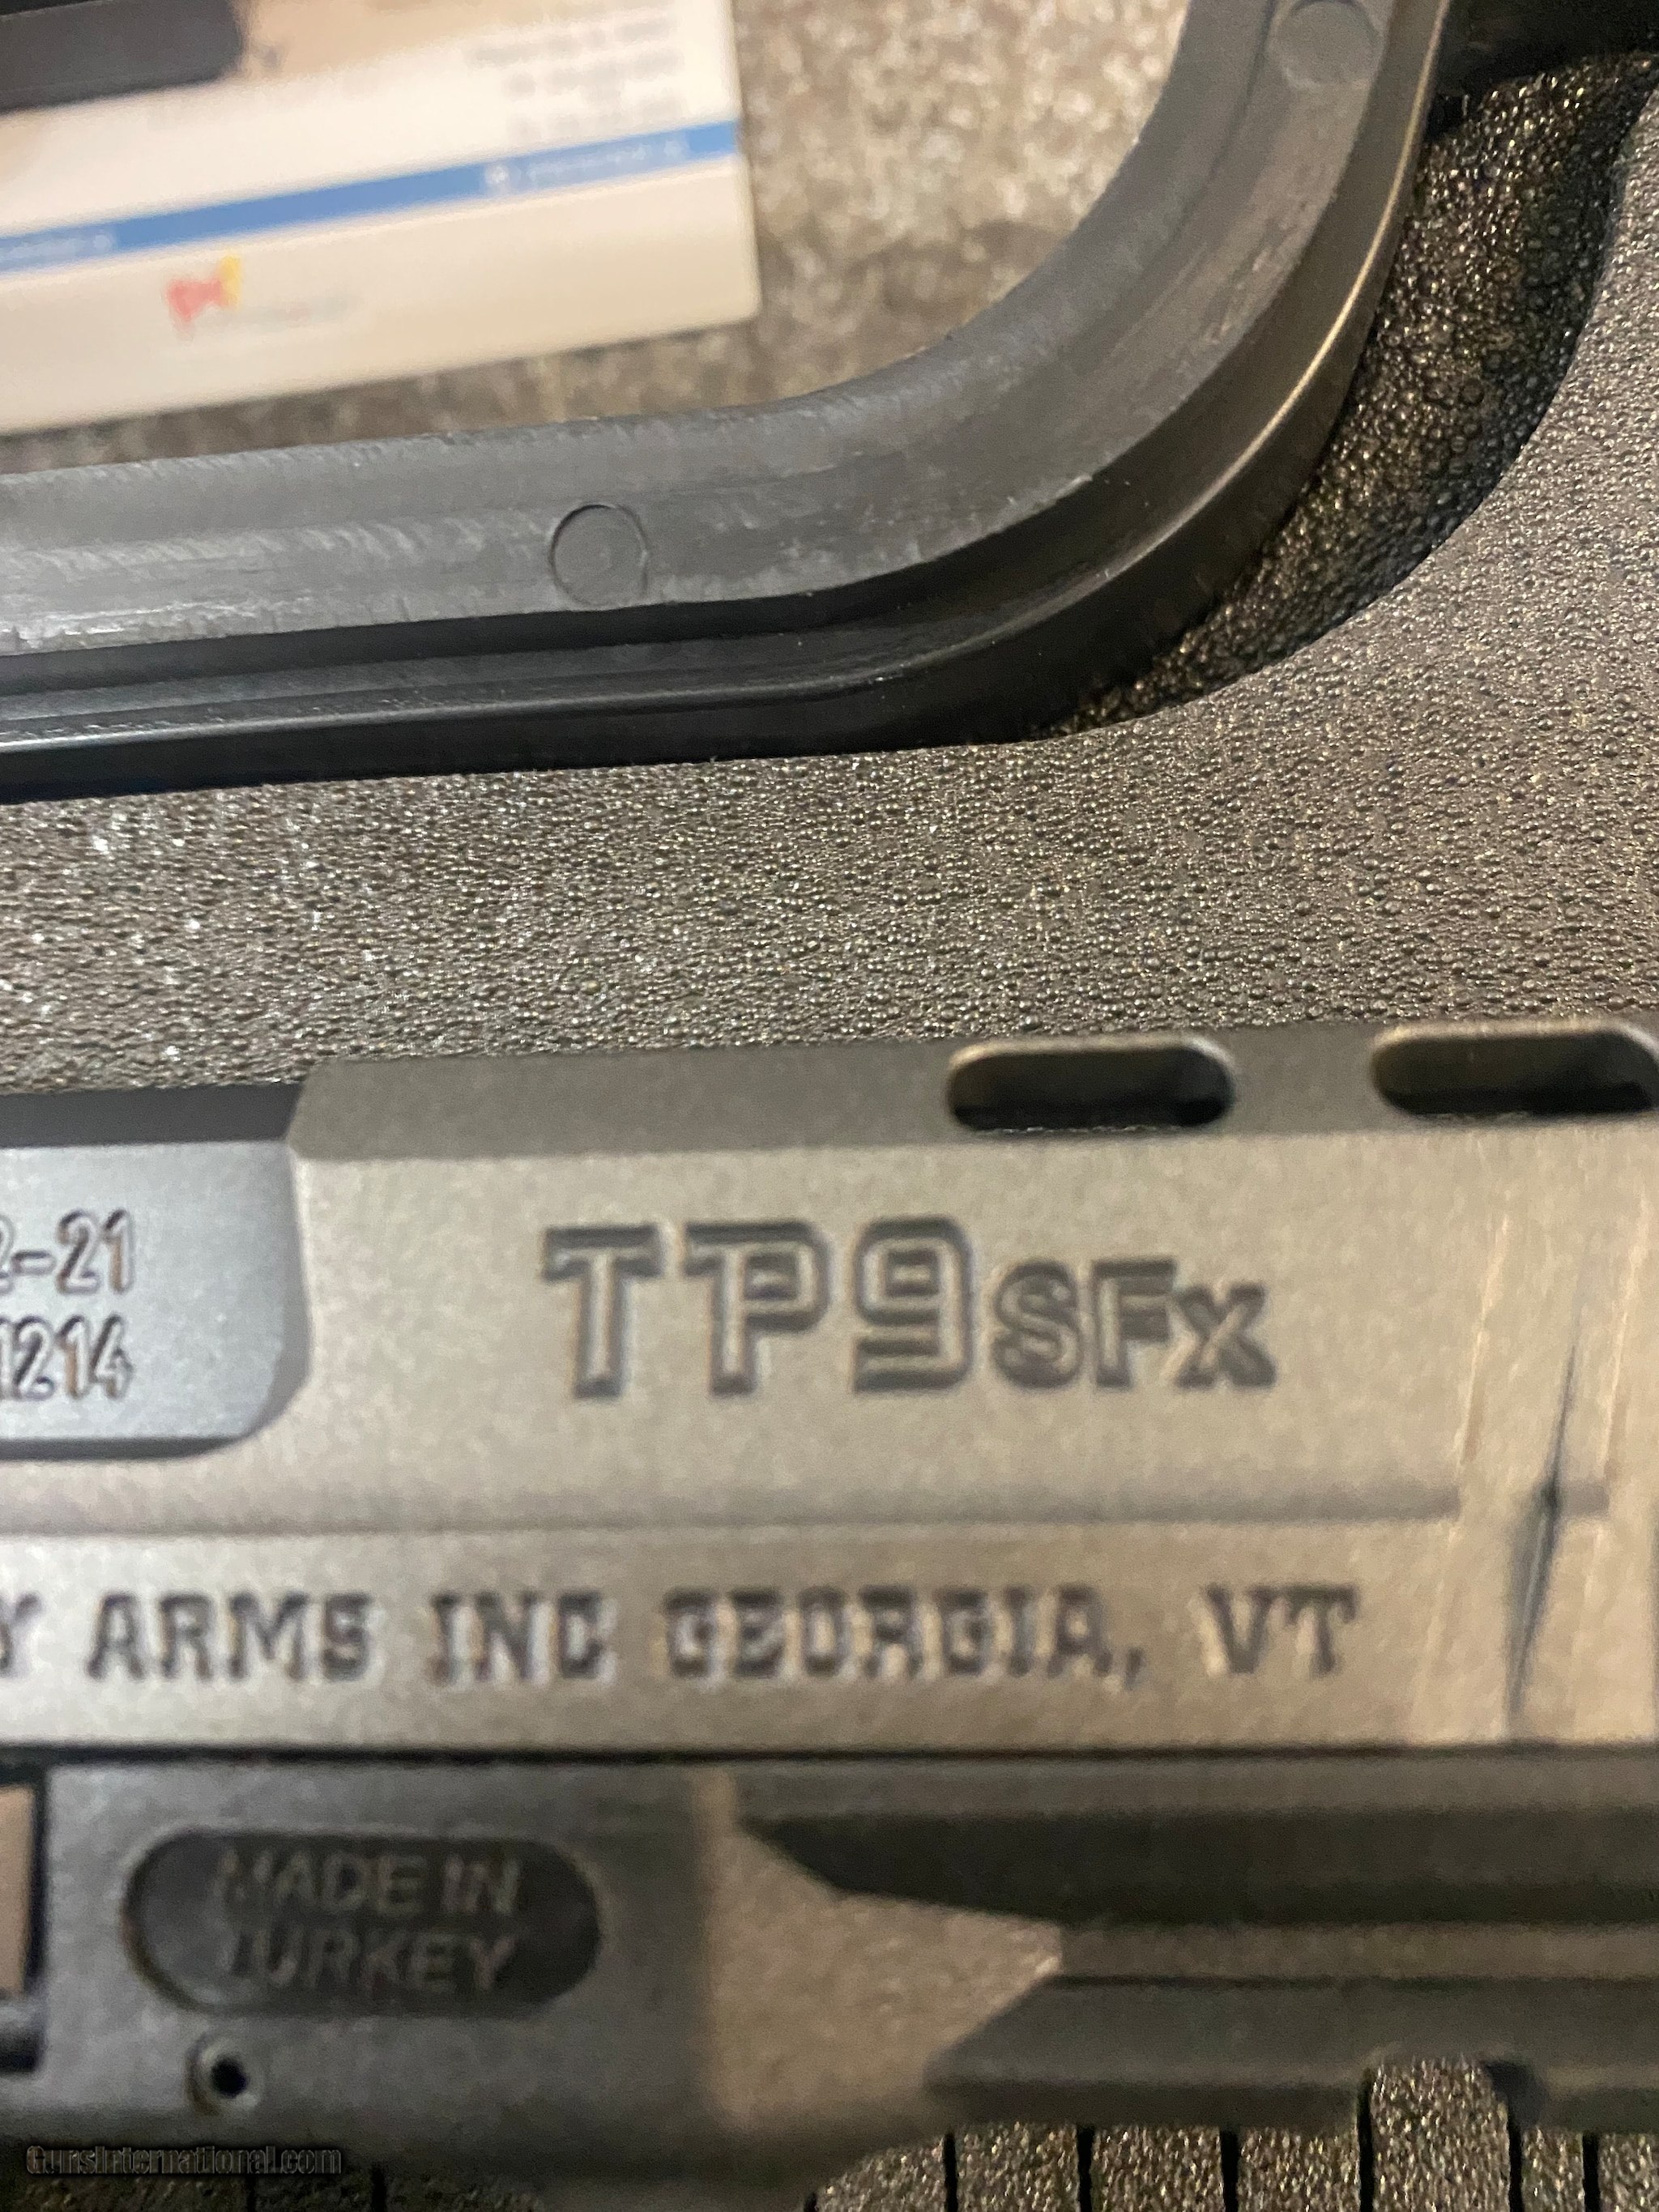 2-21
1214
TP9SFx
Y ARMS INC GEORGIA, VT
MADE IN
TURKEY
GunsInternational.com